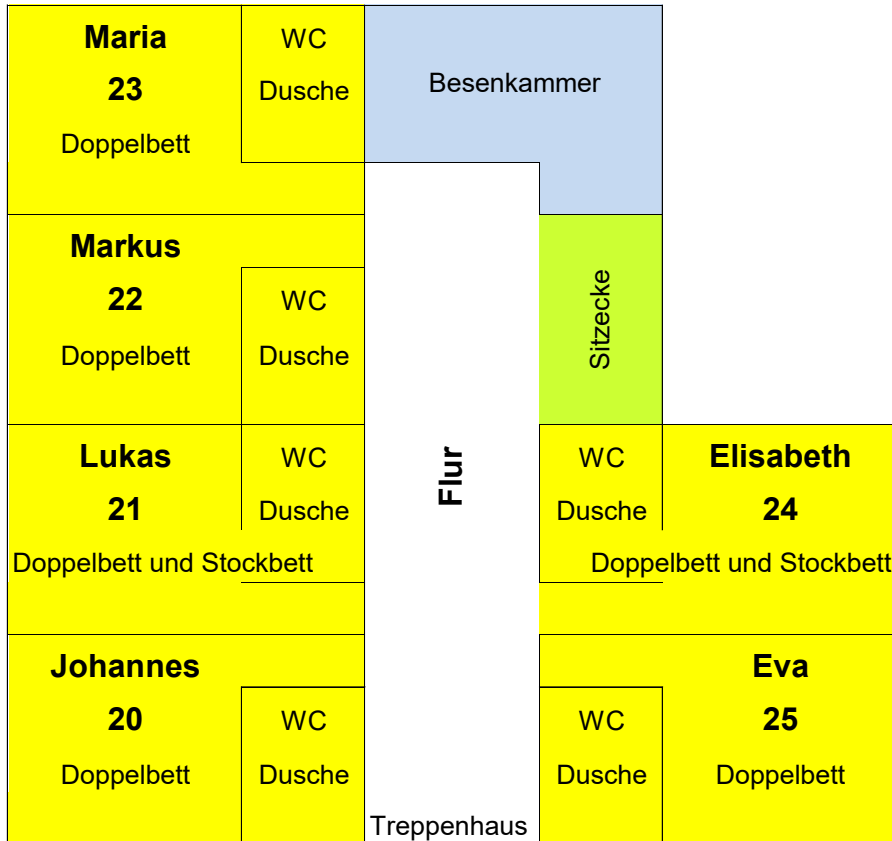 Maria
23
Doppelbett
WC
Dusche
Besenkammer
Markus
22
Doppelbett
WC
Dusche
Sitzecke
Lukas
21
Doppelbett und Stockbett
WC
Dusche
Flur
WC
Dusche
Elisabeth
24
Doppelbett und Stockbett
Johannes
20
Doppelbett
WC
Dusche
Treppenhaus
WC
Dusche
Eva
25
Doppelbett